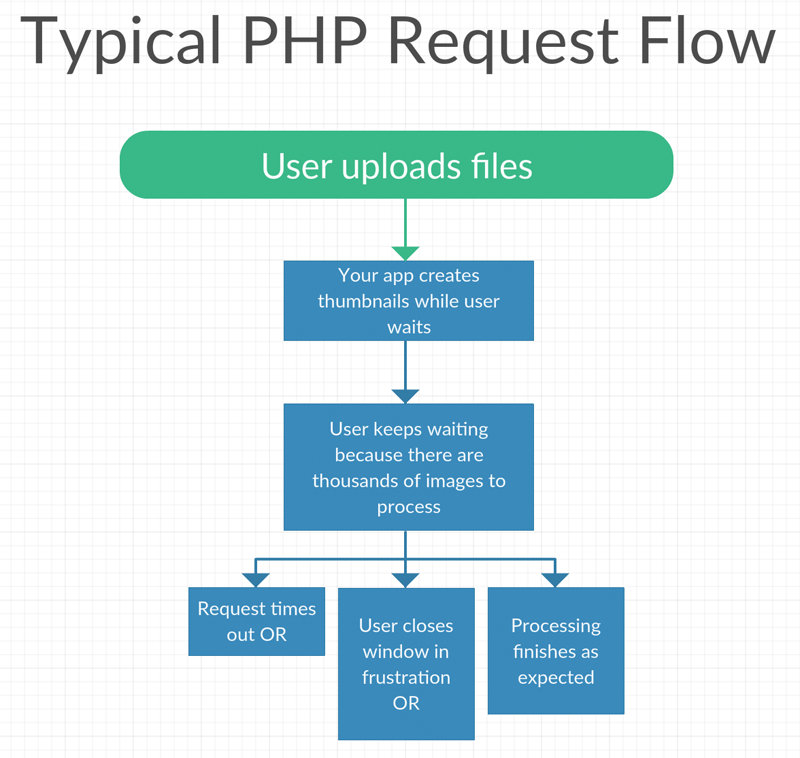 Typical PHP Request Flow
User uploads files
Your app creates
thumbnails while user
waits
User keeps waiting
because there are
thousands of images to
process
Request times
out OR
User closes
window in
frustration
OR
Processing
finishes as
expected